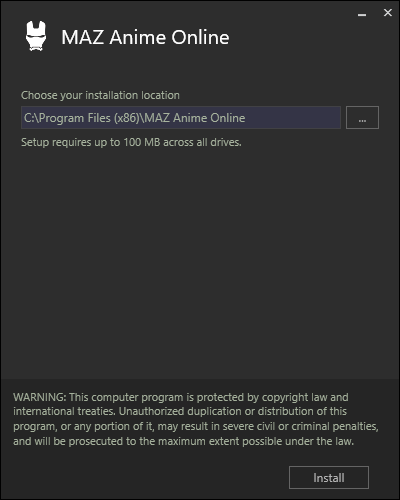 MAZ Anime Online
Choose your installation location
C:\Program Files (x86)\MAZ Anime Online
...
Setup requires up to 100 MB across all drives.
WARNING: This computer program is protected by copyright law and
international treaties. Unauthorized duplication or distribution of this
program, or any portion of it, may result in severe civil or criminal penalties,
and will be prosecuted to the maximum extent possible under the law.
Install